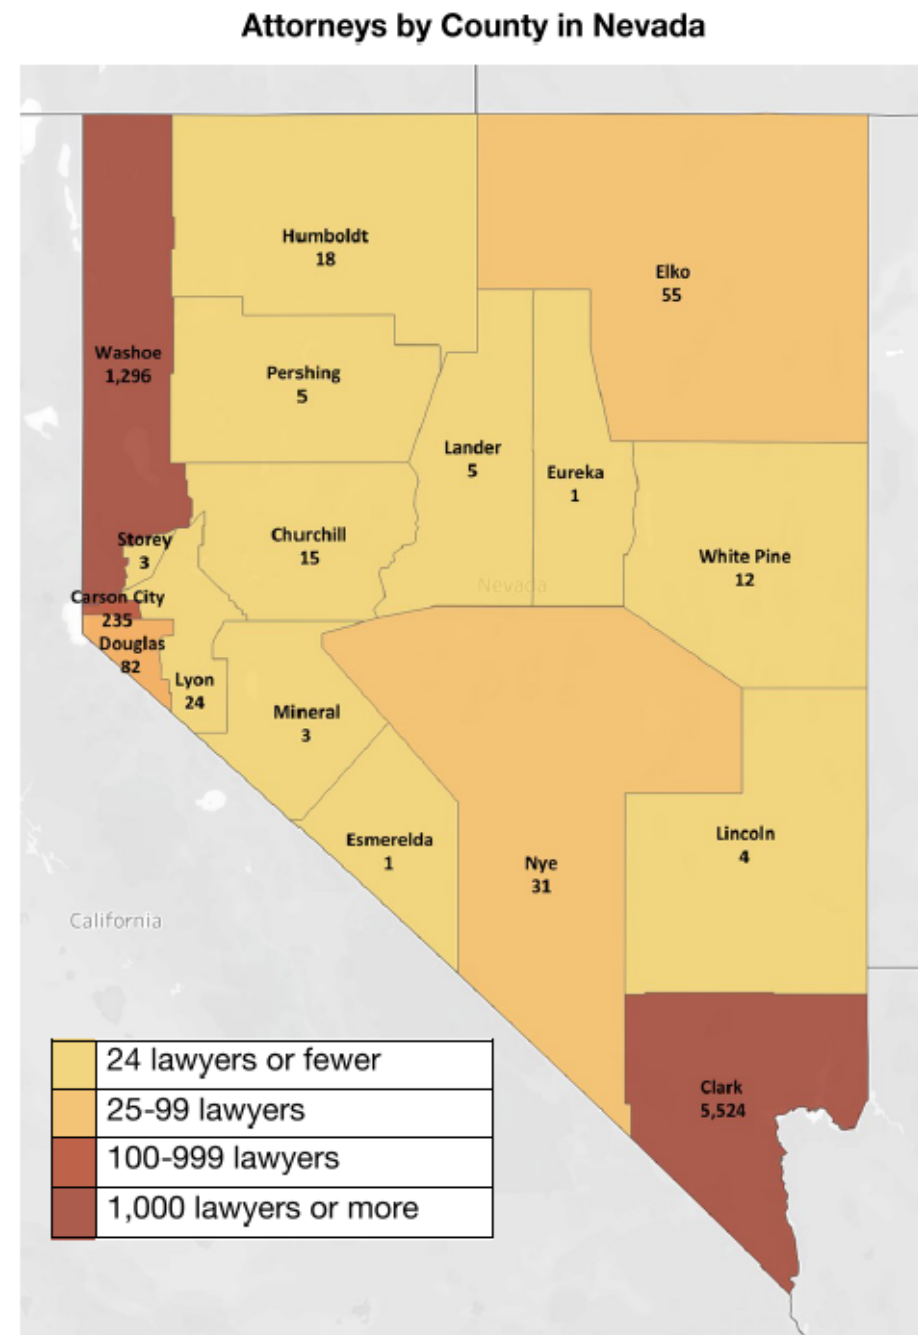 Attorneys by County in Nevada
Humboldt
18
Elko
55
Washoe
1,296
Pershing
5
Lander
5
Eureka
1
Churchill
15
Storey
3
White Pine
12
Nevada
Carson City
235
Douglas
82
Lyon
24
Mineral
3
Esmerelda
1
Nye
31
Lincoln
4
California
Clark
5,524
24 lawyers or fewer
25-99 lawyers
100-999 lawyers
1,000 lawyers or more